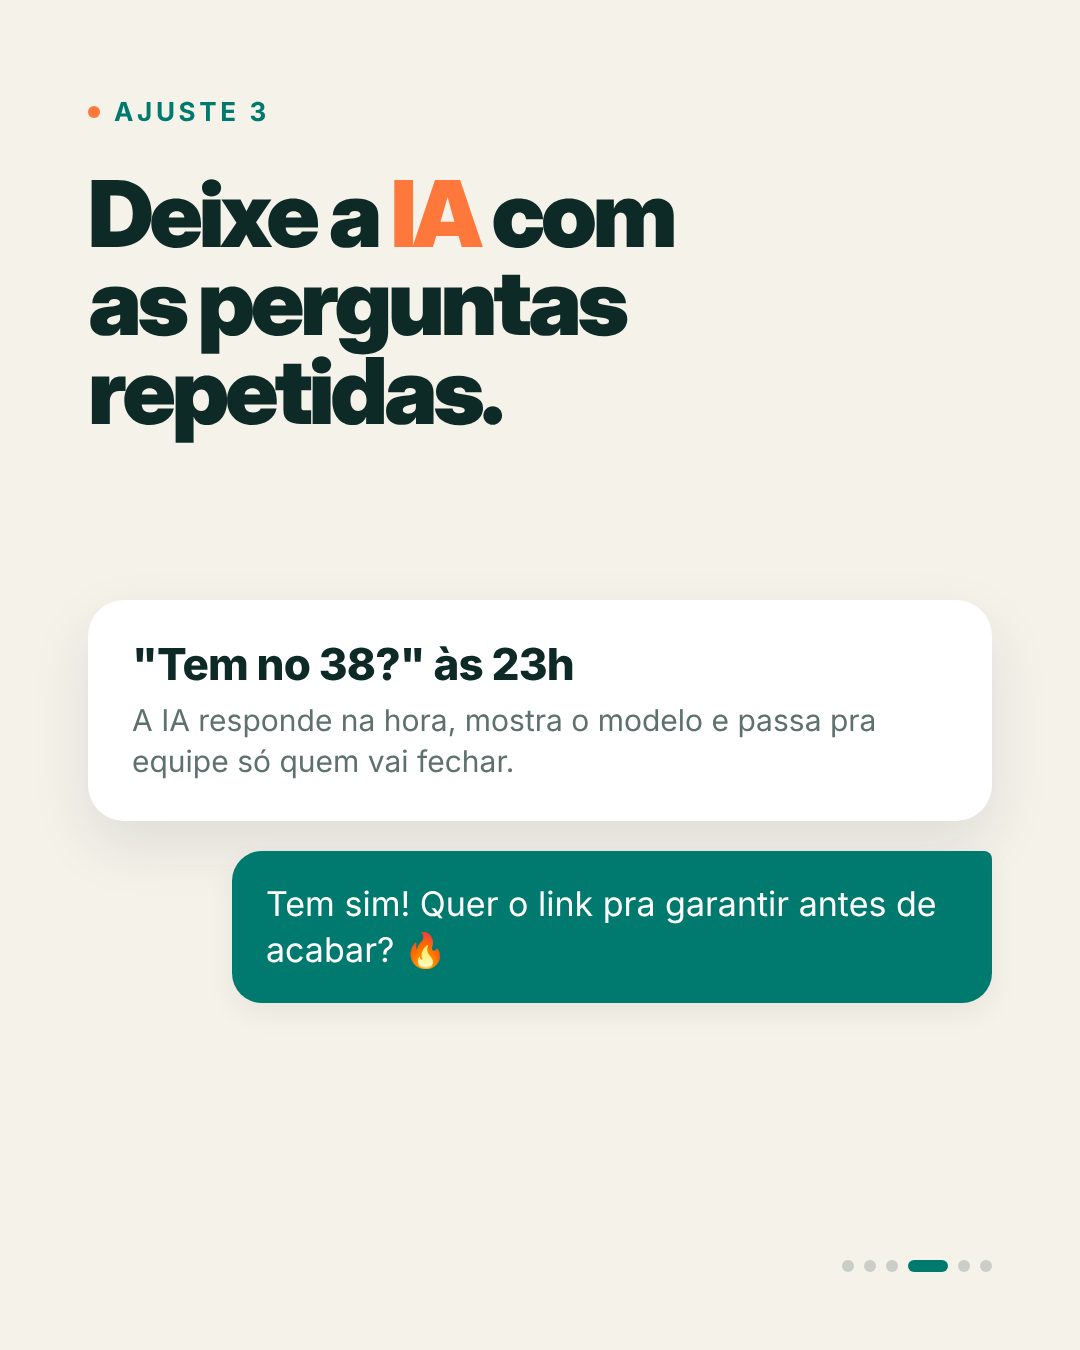 AJUSTE 3
Deixe a IA com
as perguntas
repetidas.
"Tem no 38?" às 23h
A IA responde na hora, mostra o modelo e passa pra
equipe só quem vai fechar.
Tem sim! Quer o link pra garantir antes de
acabar? 🔥